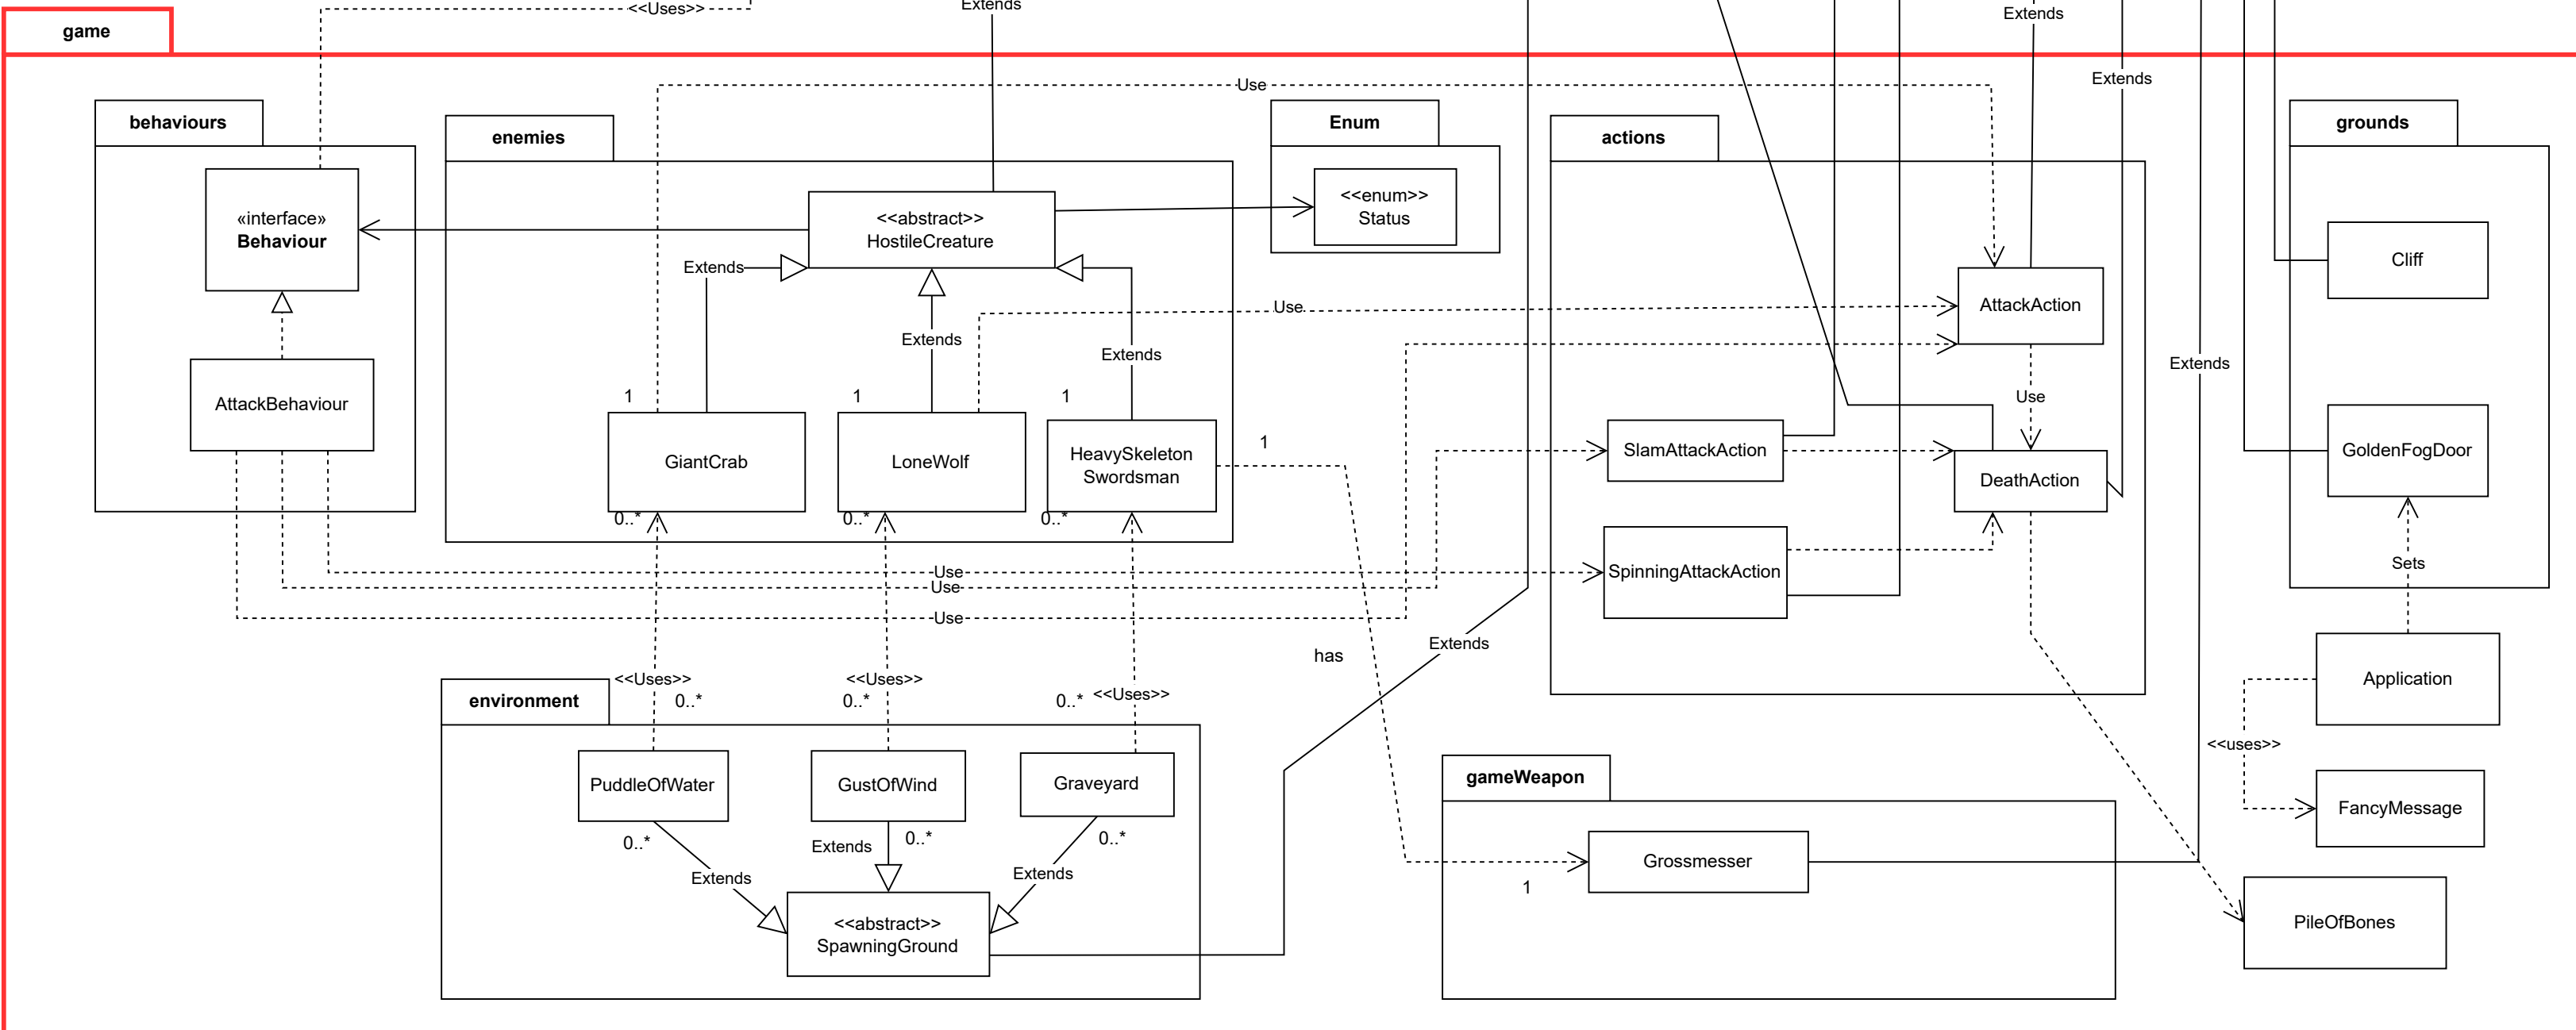 <<Uses>>
Extends
Extends
game
Extends
Use
behaviours
enemies
Enum
actions
grounds
«interface»
Behaviour
<<abstract>>
HostileCreature
<<enum>>
Status
Cliff
Extends
AttackAction
Use
Extends
Extends
Extends
1
1
1
Use
AttackBehaviour
1
GiantCrab
LoneWolf
HeavySkeleton
Swordsman
SlamAttackAction
DeathAction
GoldenFogDoor
0..*
0..*
0..*
Use
Use
Use
SpinningAttackAction
Sets
Extends
has
<<Uses>>
<<Uses>>
<<Uses>>
0..*
0..*
0..*
environment
Application
<<uses>>
PuddleOfWater
GustOfWind
Graveyard
gameWeapon
FancyMessage
0..*
Extends
0..*
0..*
Extends
Extends
Grossmesser
1
<<abstract>>
SpawningGround
PileOfBones